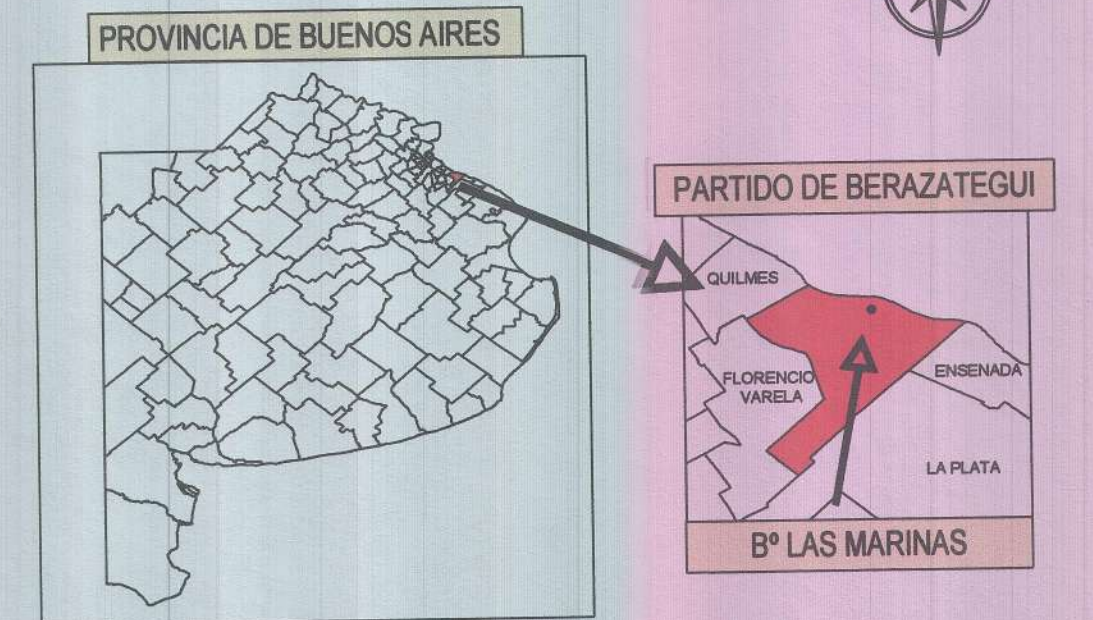 PROVINCIA DE BUENOS AIRES
PARTIDO DE BERAZATEGUI
QUILMES
FLORENCIO
VARELA
ENSENADA
LA PLATA
Bº LAS MARINAS